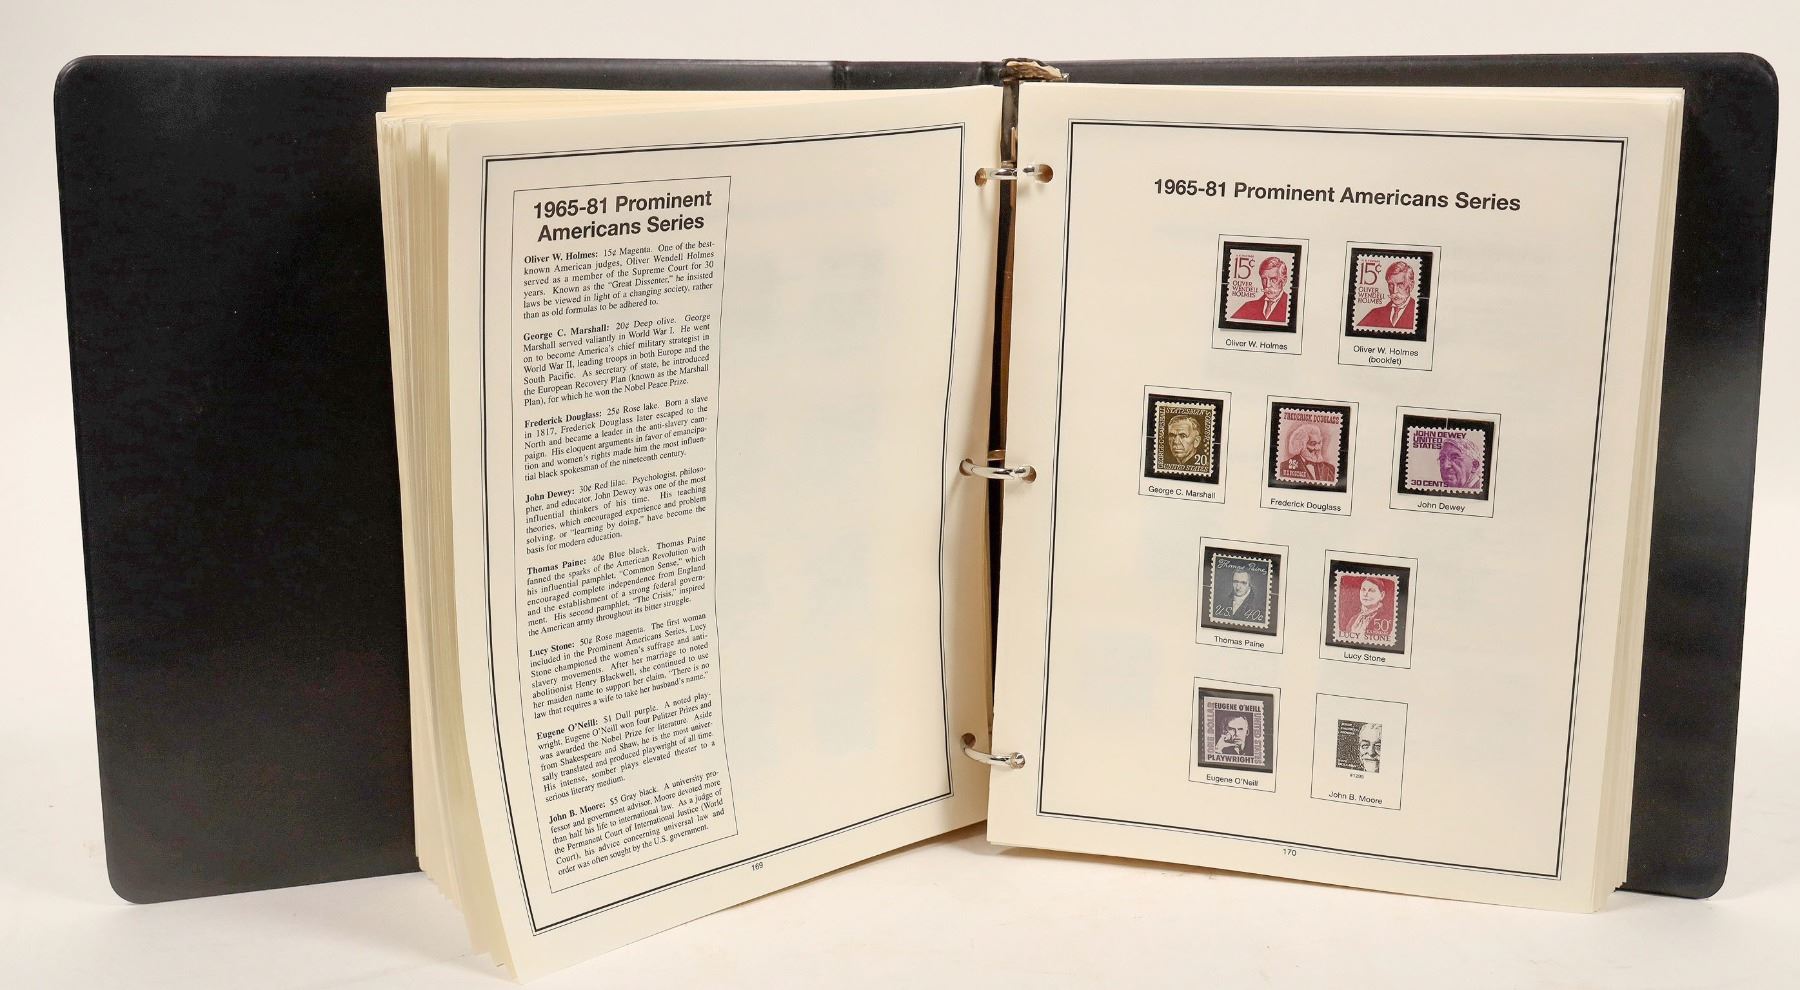 1965-81 Prominent
Americans Series
Oliver W. Holmes: 15¢ Magenta. One of the best-
known American judges, Oliver Wendell Holmes
served as a member of the Supreme Court for 30
years. Known as the “Great Dissenter,” he insisted
laws be viewed in light of a changing society, rather
than as old formulas to be adhered to.
George C. Marshall: 20¢ Deep olive. George
Marshall served valiantly in World War I. He went
on to become America's chief military strategist in
World War II, leading troops in both Europe and the
South Pacific. As secretary of state, he introduced
the European Recovery Plan (known as the Marshall
Plan), for which he won the Nobel Peace Prize.
Frederick Douglass: 25¢ Rose lake. Born a slave
in 1817, Frederick Douglass later escaped to the
North and became a leader in the anti-slavery cam-
paign. His eloquent arguments in favor of emancipa-
tion and women's rights made him the most influen-
tial black spokesman of the nineteenth century.
John Dewey: 30¢ Red lilac. Psychologist, philoso-
pher, and educator, John Dewey was one of the most
influential thinkers of his time. His teaching
theories, which encouraged experience and problem
solving, or “learning by doing,” have become the
basis for modern education.
Thomas Paine: 40¢ Blue black. Thomas Paine
fanned the sparks of the American Revolution with
his influential pamphlet, “Common Sense,” which
encouraged complete independence from England
and the establishment of a strong federal govern-
ment. His second pamphlet, “The Crisis,” inspired
the American army throughout its bitter struggle.
Lucy Stone: 50¢ Rose magenta. The first woman
included in the Prominent Americans Series, Lucy
Stone championed the women's suffrage and anti-
slavery movements. After her marriage to noted
abolitionist Henry Blackwell, she continued to use
her maiden name to support her claim, “There is no
law that requires a wife to take her husband's name.”
Eugene O'Neill: $1 Dull purple. A noted play-
wright, Eugene O'Neill won four Pulitzer Prizes and
was awarded the Nobel Prize for literature. Aside
from Shakespeare and Shaw, he is the most univer-
sally translated and produced playwright of all time.
His intense, somber plays elevated theater to a
serious literary medium.
John B. Moore: $5 Gray black. A university pro-
fessor and government advisor, Moore devoted more
than half his life to international law. As a judge of
the Permanent Court of International Justice (World
Court), his advice concerning universal law and
order was often sought by the U.S. government.
169
1965-81 Prominent Americans Series
15¢
OLIVER
WENDELL
HOLMES
Oliver W. Holmes
15¢
OLIVER
WENDELL
HOLMES
Oliver W. Holmes
(booklet)
STATESMAN
GEORGE C. MARSHALL
20
UNITED STATES
George C. Marshall
FREDERICK DOUGLASS
25¢
U.S. POSTAGE
Frederick Douglass
JOHN DEWEY
UNITED
STATES
30 CENTS
John Dewey
Thomas Paine
U.S. 40c
Thomas Paine
50¢
LUCY STONE
Lucy Stone
EUGENE O'NEILL
ONE DOLLAR
UNITED STATES
PLAYWRIGHT
Eugene O'Neill
John B. Moore
170